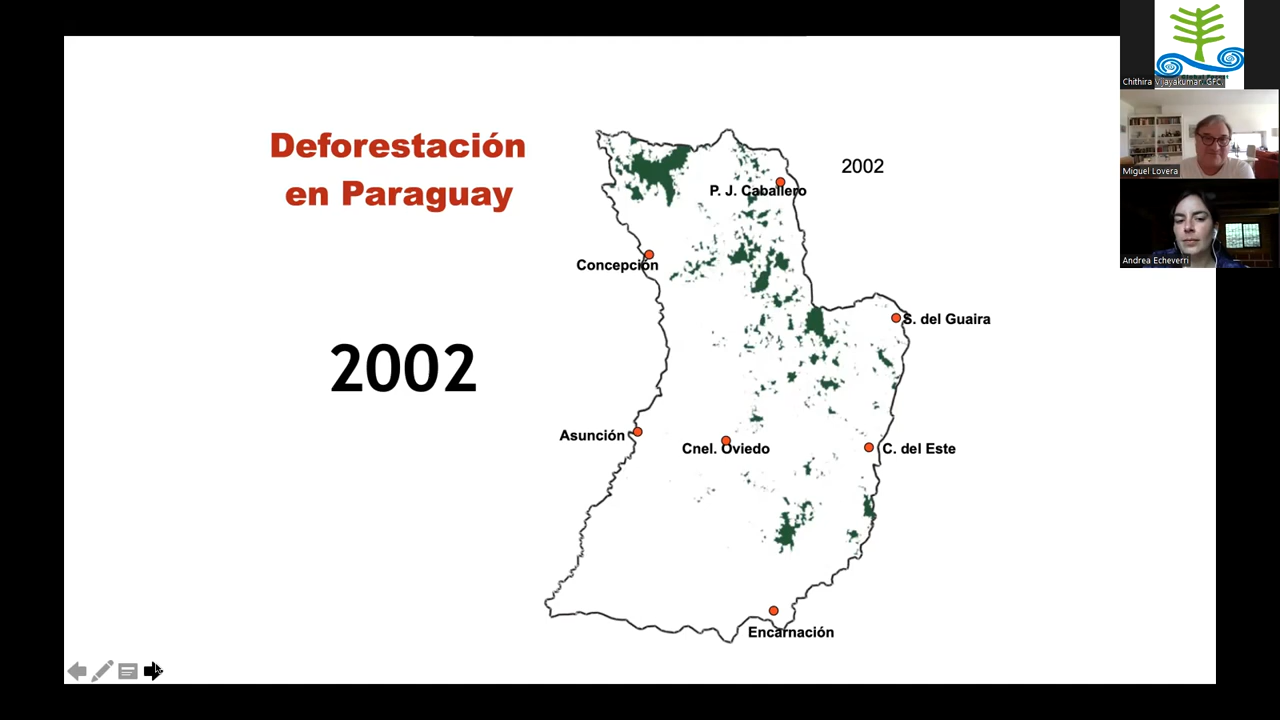 Deforestación
en Paraguay
2002
2002
P. J. Caballero
Concepción
S. del Guaira
Asunción
Cnel. Oviedo
C. del Este
Encarnación
Chithira Vijayakumar. GFC.
Miguel Lovera
Andrea Echeverri